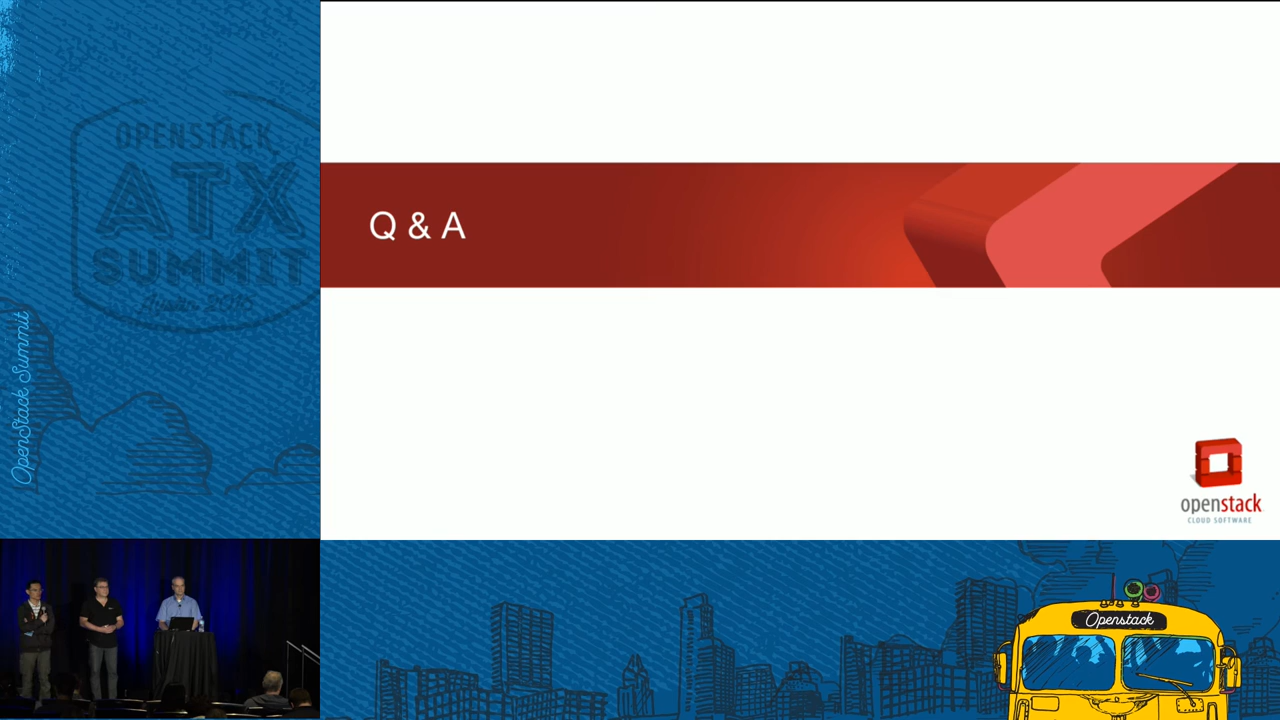 OPENSTACK
ATX
SUMMIT
Austin 2016
OpenStack Summit
Q & A
openstack
CLOUD SOFTWARE
Openstack